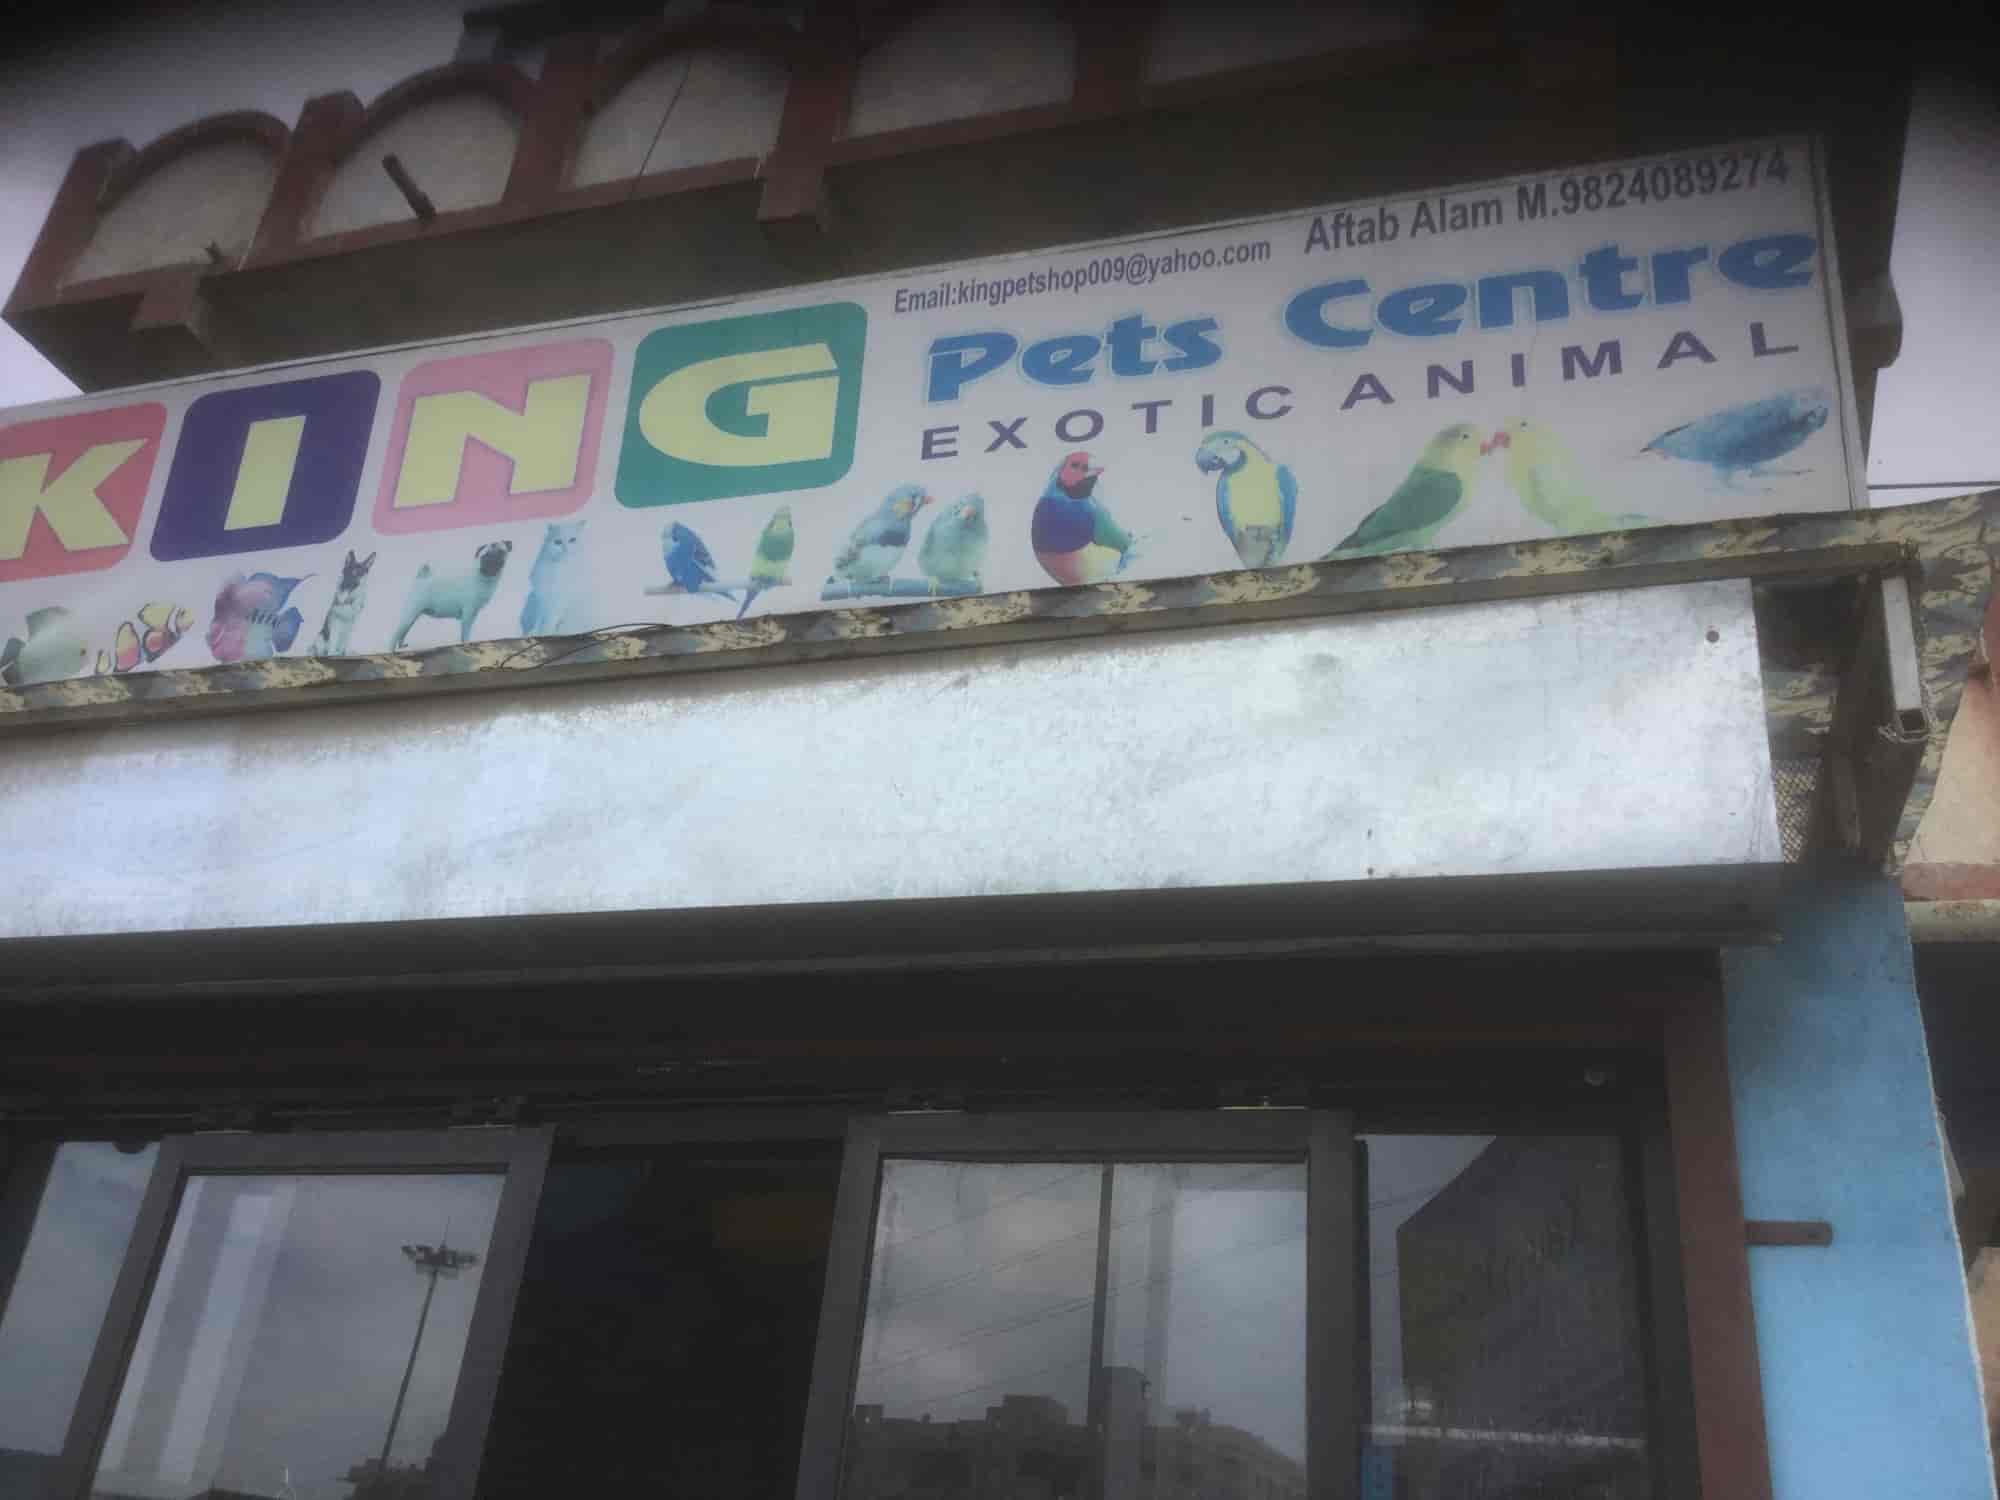 Email:kingpetshop009@yahoo.com Aftab Alam M.9824089274
KING Pets Centre
EXOTIC ANIMAL